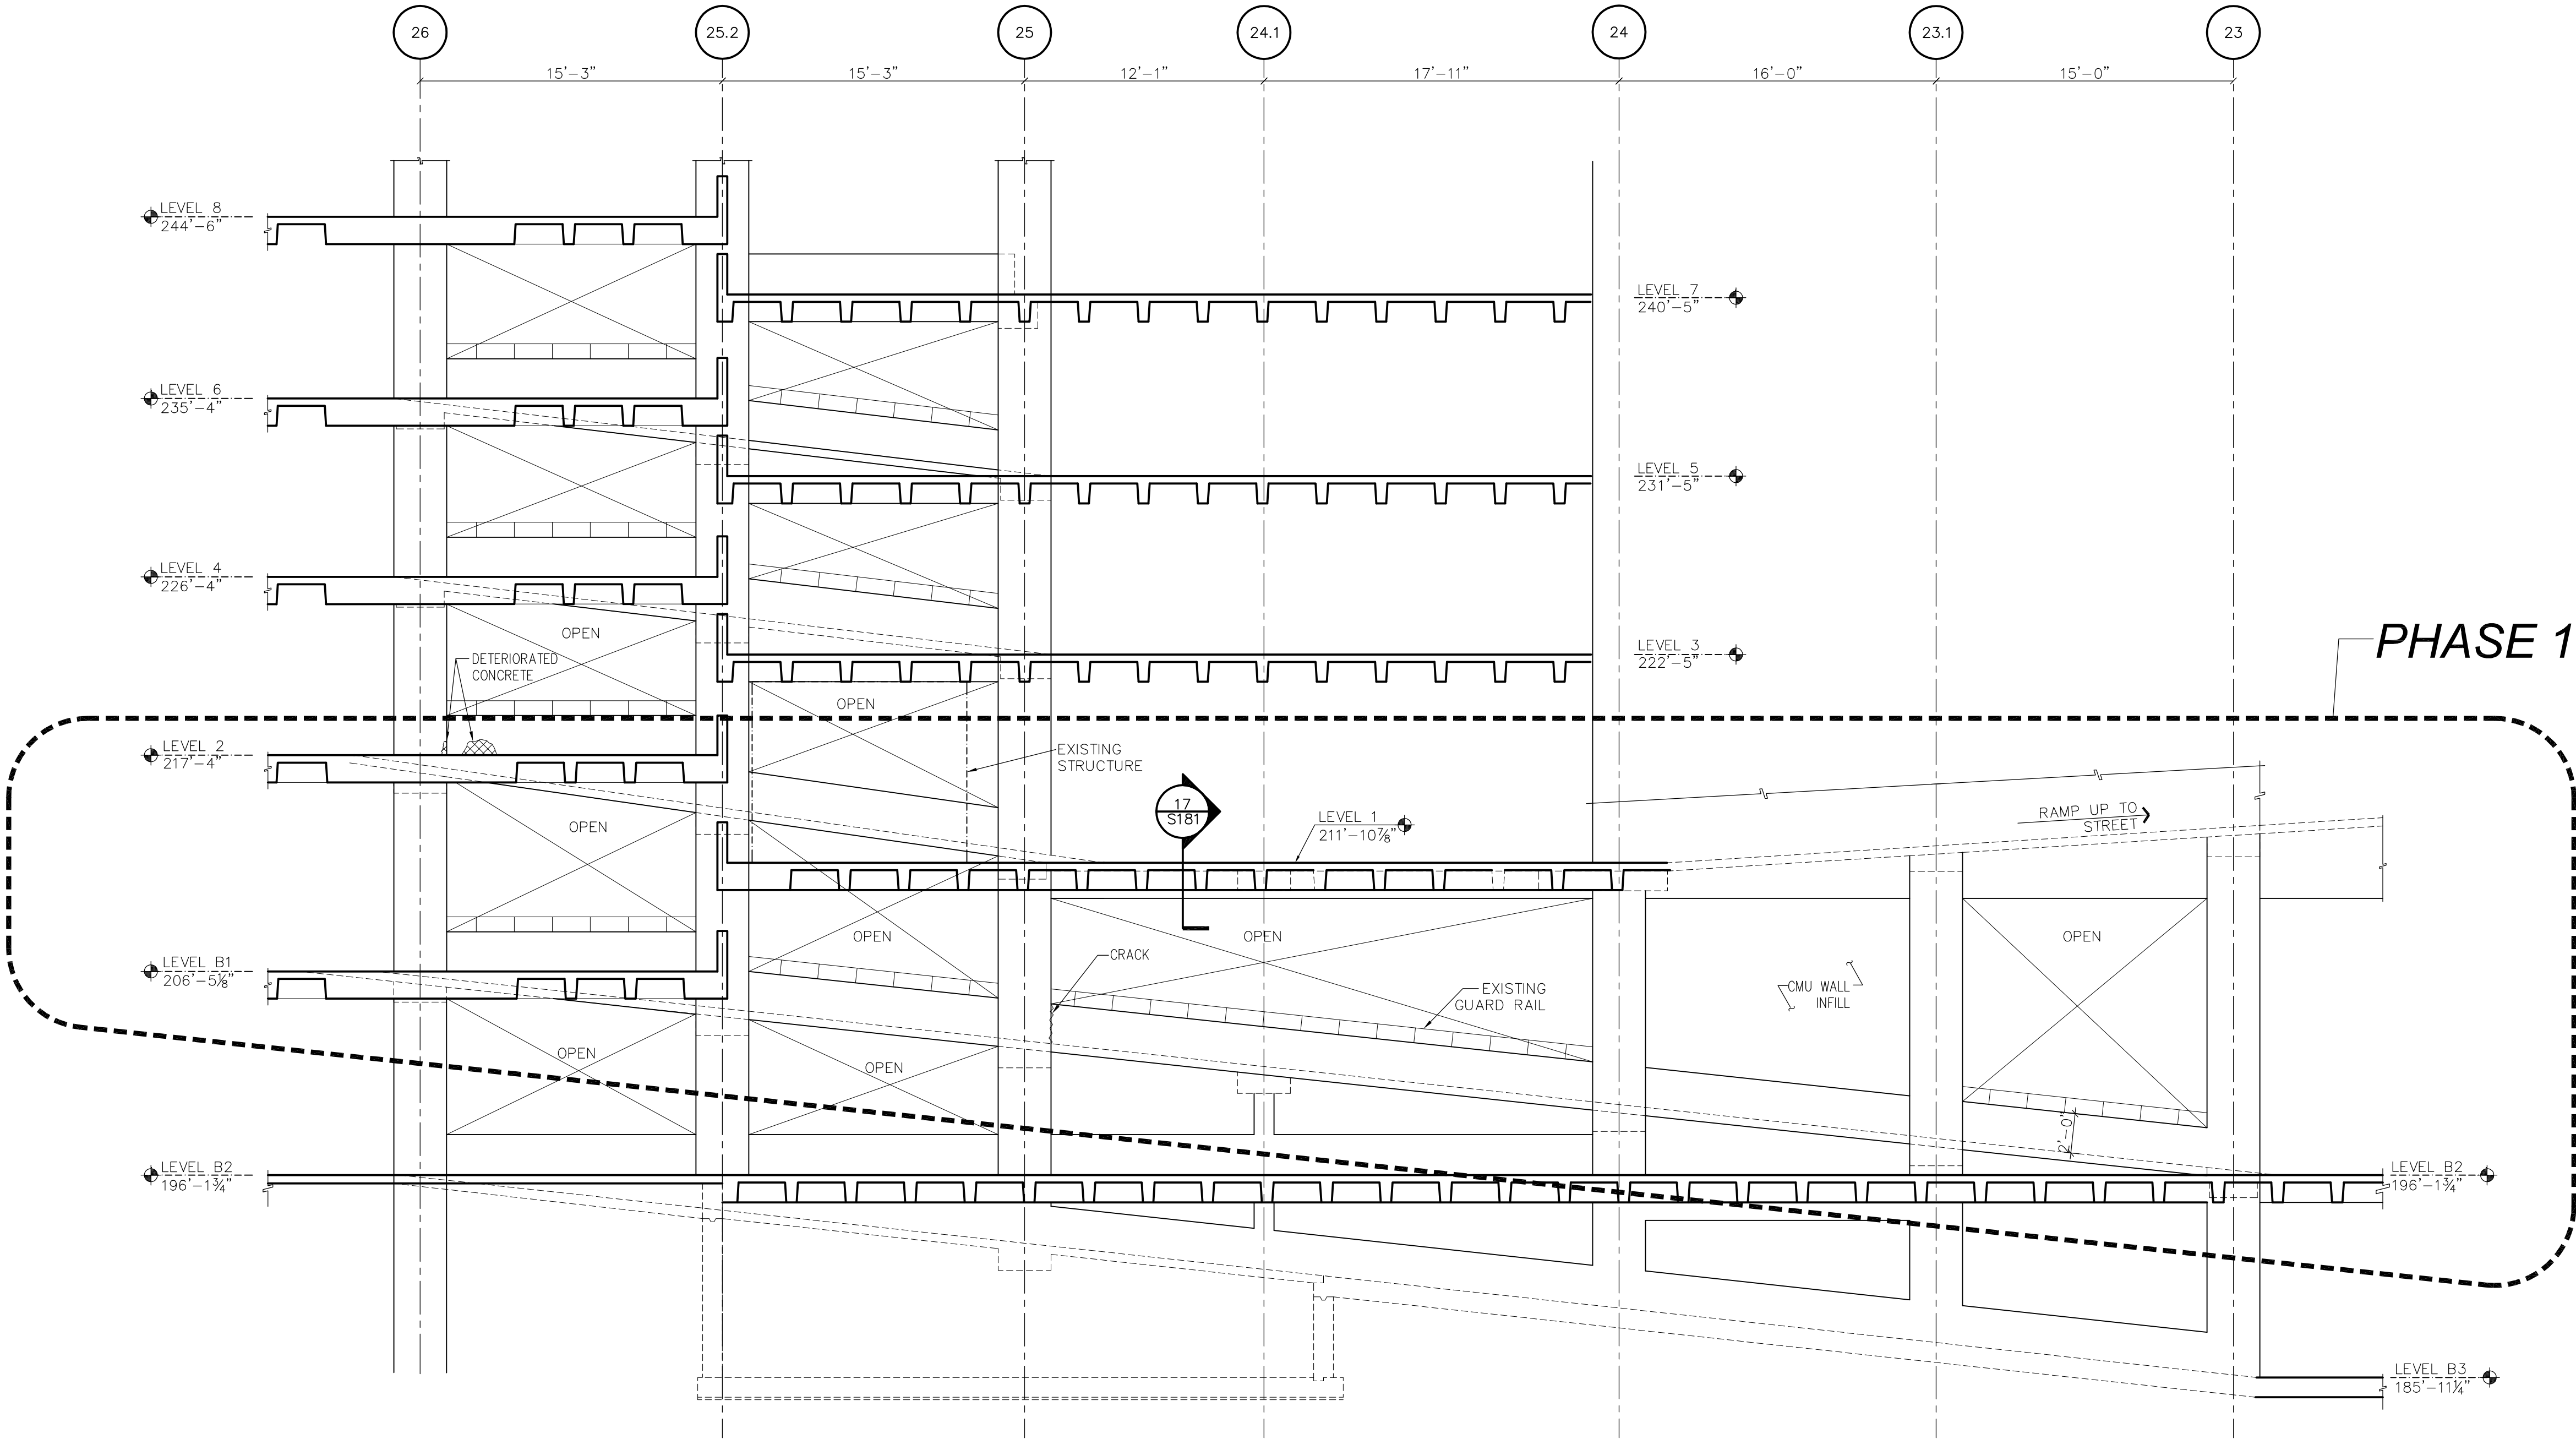 26
25.2
25
24.1
24
23.1
23
15'-3"
15'-3"
12'-1"
17'-11"
16'-0"
15'-0"
LEVEL 8
244'-6"
LEVEL 7
240'-5"
LEVEL 6
235'-4"
LEVEL 5
231'-5"
LEVEL 4
226'-4"
OPEN
LEVEL 3
222'-5"
PHASE 1
DETERIORATED
CONCRETE
OPEN
LEVEL 2
217'-4"
EXISTING
STRUCTURE
17
S181
LEVEL 1
211'-10⅞"
RAMP UP TO
STREET
OPEN
OPEN
OPEN
OPEN
CRACK
LEVEL B1
206'-5⅛"
EXISTING
GUARD RAIL
CMU WALL
INFILL
OPEN
OPEN
2'-0"
LEVEL B2
196'-1¾"
LEVEL B2
196'-1¾"
LEVEL B3
185'-11¼"